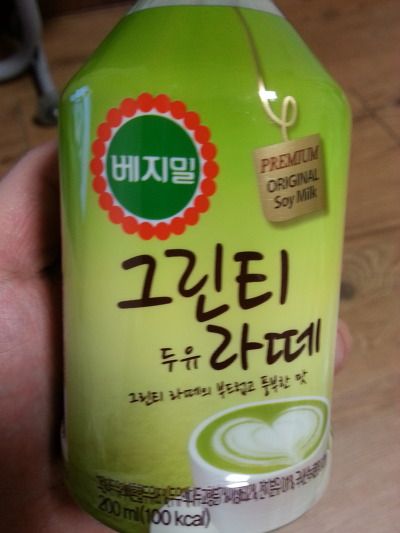 베지밀
PREMIUM
ORIGINAL
Soy Milk
그린티
두유 라떼
그린티 라떼의 부드럽고 풍부한 맛
200 ml(100 kcal)